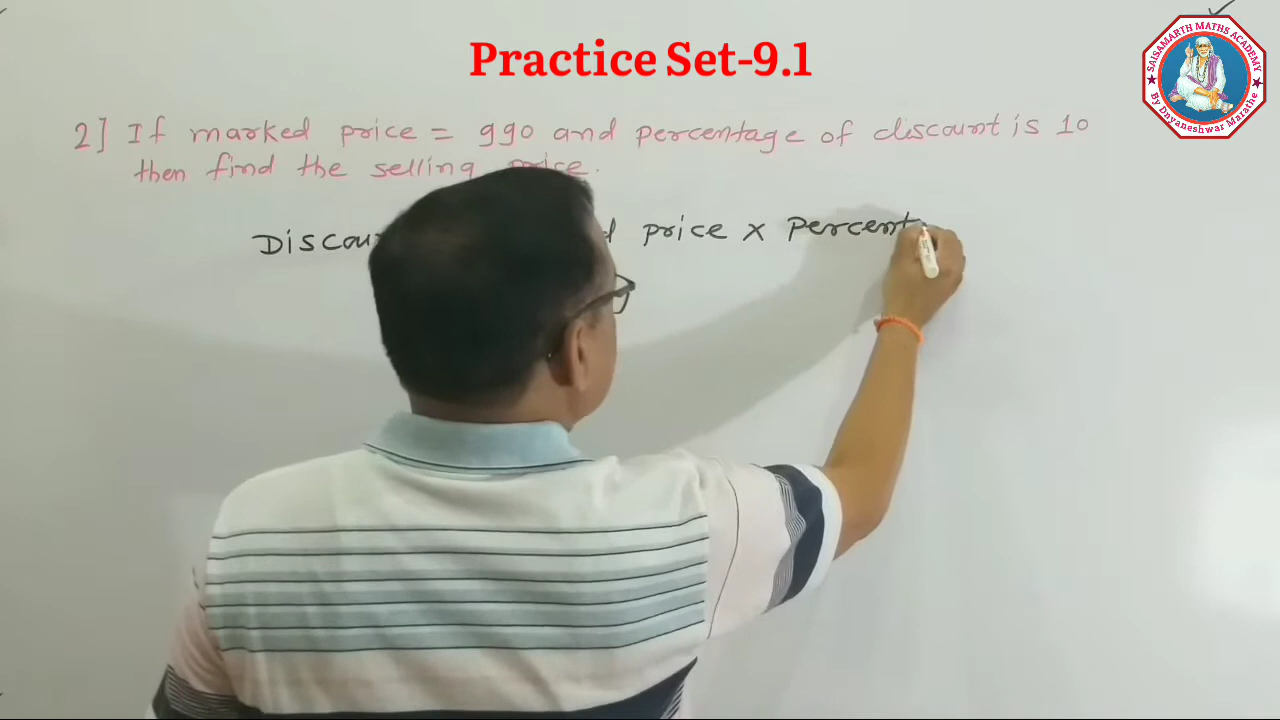 Practice Set-9.1
SAISAMARTH MATHS ACADEMY
By Dnyaneshwar Marathe
2] If marked price = 990 and percentage of discount is 10
then find the selling price.
price × Percent